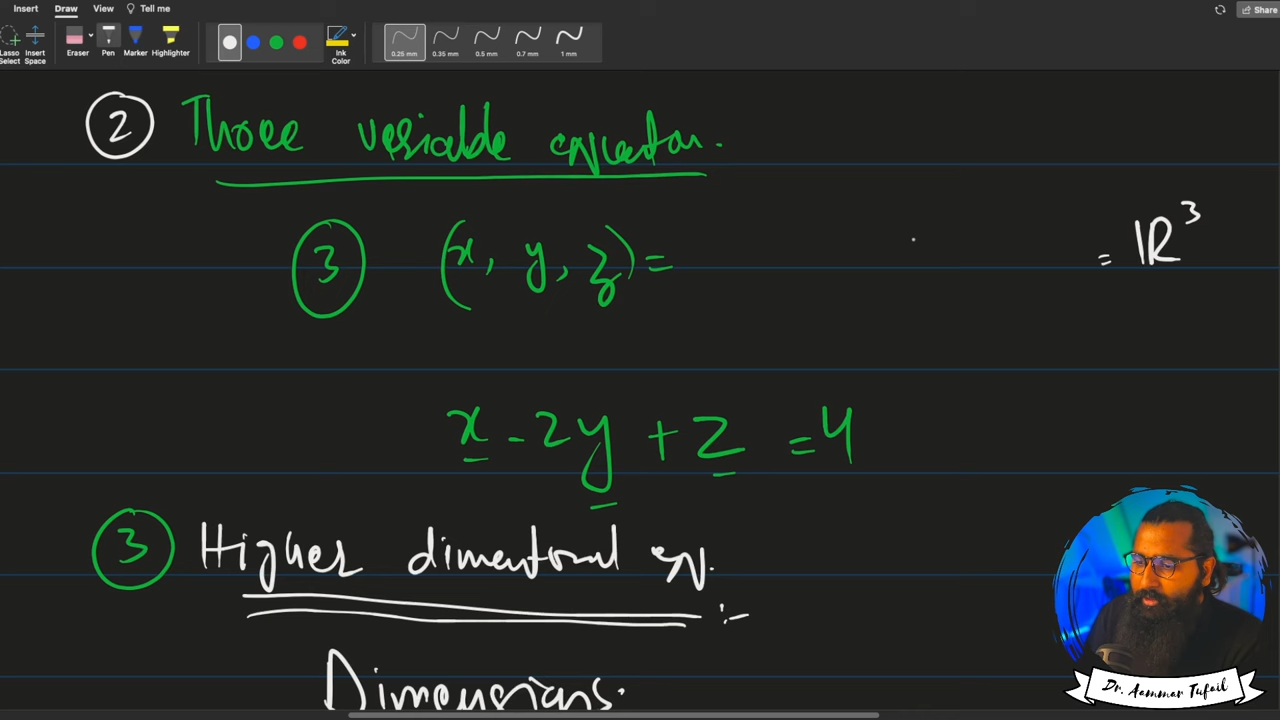 Insert Draw View Tell me
Share
Lasso Select
Insert Space
Eraser
Pen
Marker
Highlighter
Ink Color
0.25 mm
0.35 mm
0.5 mm
0.7 mm
1 mm
② Three variable equation.
③ (x, y, z) = = ℝ³
x - 2y + z = 4
③ Higher dimentional eq. :-
Dimensions.
Dr. Aammar Tufail